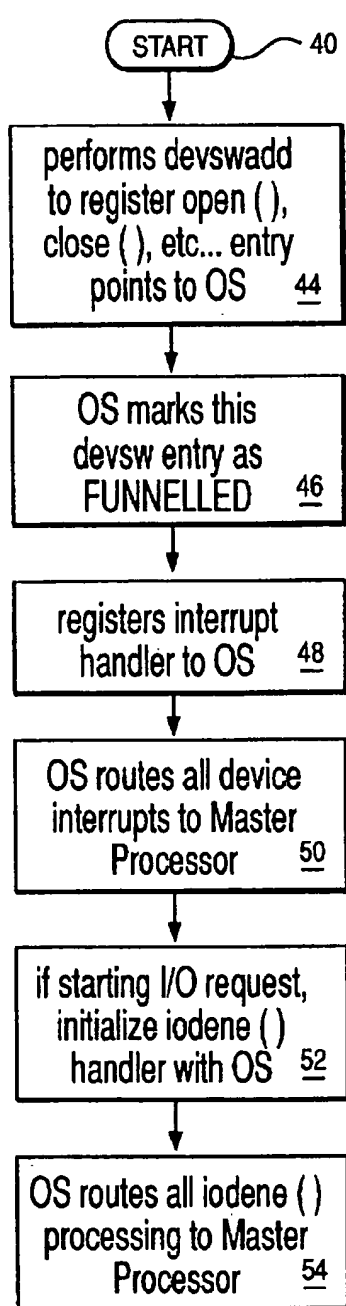 START
40
performs devswadd
to register open ( ),
close ( ), etc... entry
points to OS 44
OS marks this
devsw entry as
FUNNELLED 46
registers interrupt
handler to OS 48
OS routes all device
interrupts to Master
Processor 50
if starting I/O request,
initialize iodene ( )
handler with OS 52
OS routes all iodene ( )
processing to Master
Processor 54